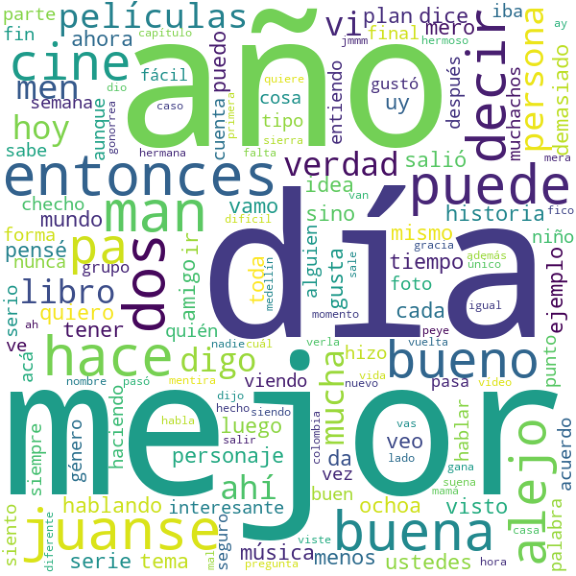 parte
películas
vi
plan
dice
iba
ay
fin
ahora
capítulo
año
puedo
mero
final
hermoso
decir
persona
demasiado
cine
dio
fácil
quiere
jmmm
men
primera
cosa
gustó
entiendo
después
muchachos
hoy
semana
aunque
gonorrea
caso
cuenta
tipo
uy
sabe
hermana
falta
sierra
mera
entonces
verdad
salió
puede
checho
vamo
idea
van
además
fico
mundo
man
difícil
sino
historia
único
forma
pa
dos
ir
toda
medellín
alguien
gusta
día
mismo
gracia
niño
pensé
nunca
grupo
amigo
sale
tiempo
libro
foto
ejemplo
serio
quiero
quién
momento
cada
igual
ah
tener
peye
ve
acá
hace
digo
nadie
cuál
verla
hizo
vuelta
bueno
punto
nombre
pasó
mentira
viendo
vida
nuevo
mucha
pasa
video
siempre
género
haciendo
mejor
habla
dijo
hecho
siendo
salir
luego
colombia
vas
lado
veo
hablar
gana
suena
mamá
alejo
acuerdo
personaje
da
vez
siento
hablando
ahí
interesante
buen
ochoa
visto
palabra
casa
juanse
diferente
serie
tema
mal
seguro
música
pregunta
viste
menos
buena
ustedes
hora